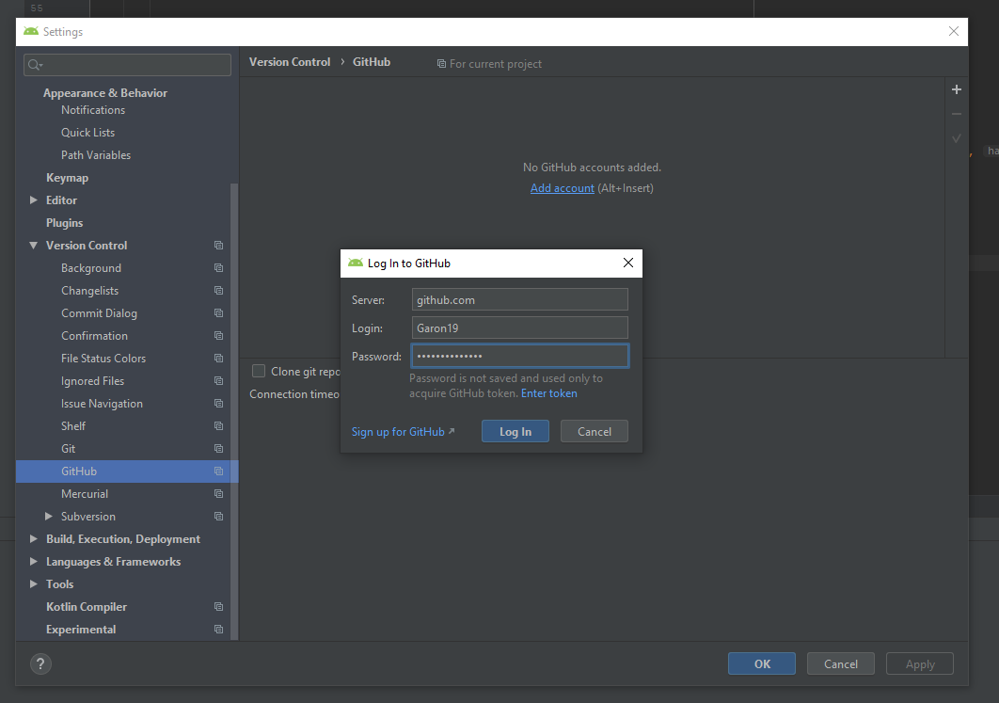 55
Settings
Version Control › GitHub For current project
Appearance & Behavior
Notifications
Quick Lists
Path Variables
Keymap
Editor
Plugins
Version Control
Background
Changelists
Commit Dialog
Confirmation
File Status Colors
Ignored Files
Issue Navigation
Shelf
Git
GitHub
Mercurial
Subversion
Build, Execution, Deployment
Languages & Frameworks
Tools
Kotlin Compiler
Experimental
No GitHub accounts added.
Add account (Alt+Insert)
, ha
Log In to GitHub
Server: github.com
Login: Garon19
Password: ••••••••••••••
Password is not saved and used only to
acquire GitHub token. Enter token
Sign up for GitHub ↗ Log In Cancel
Clone git repo
Connection timeo
? OK Cancel Apply